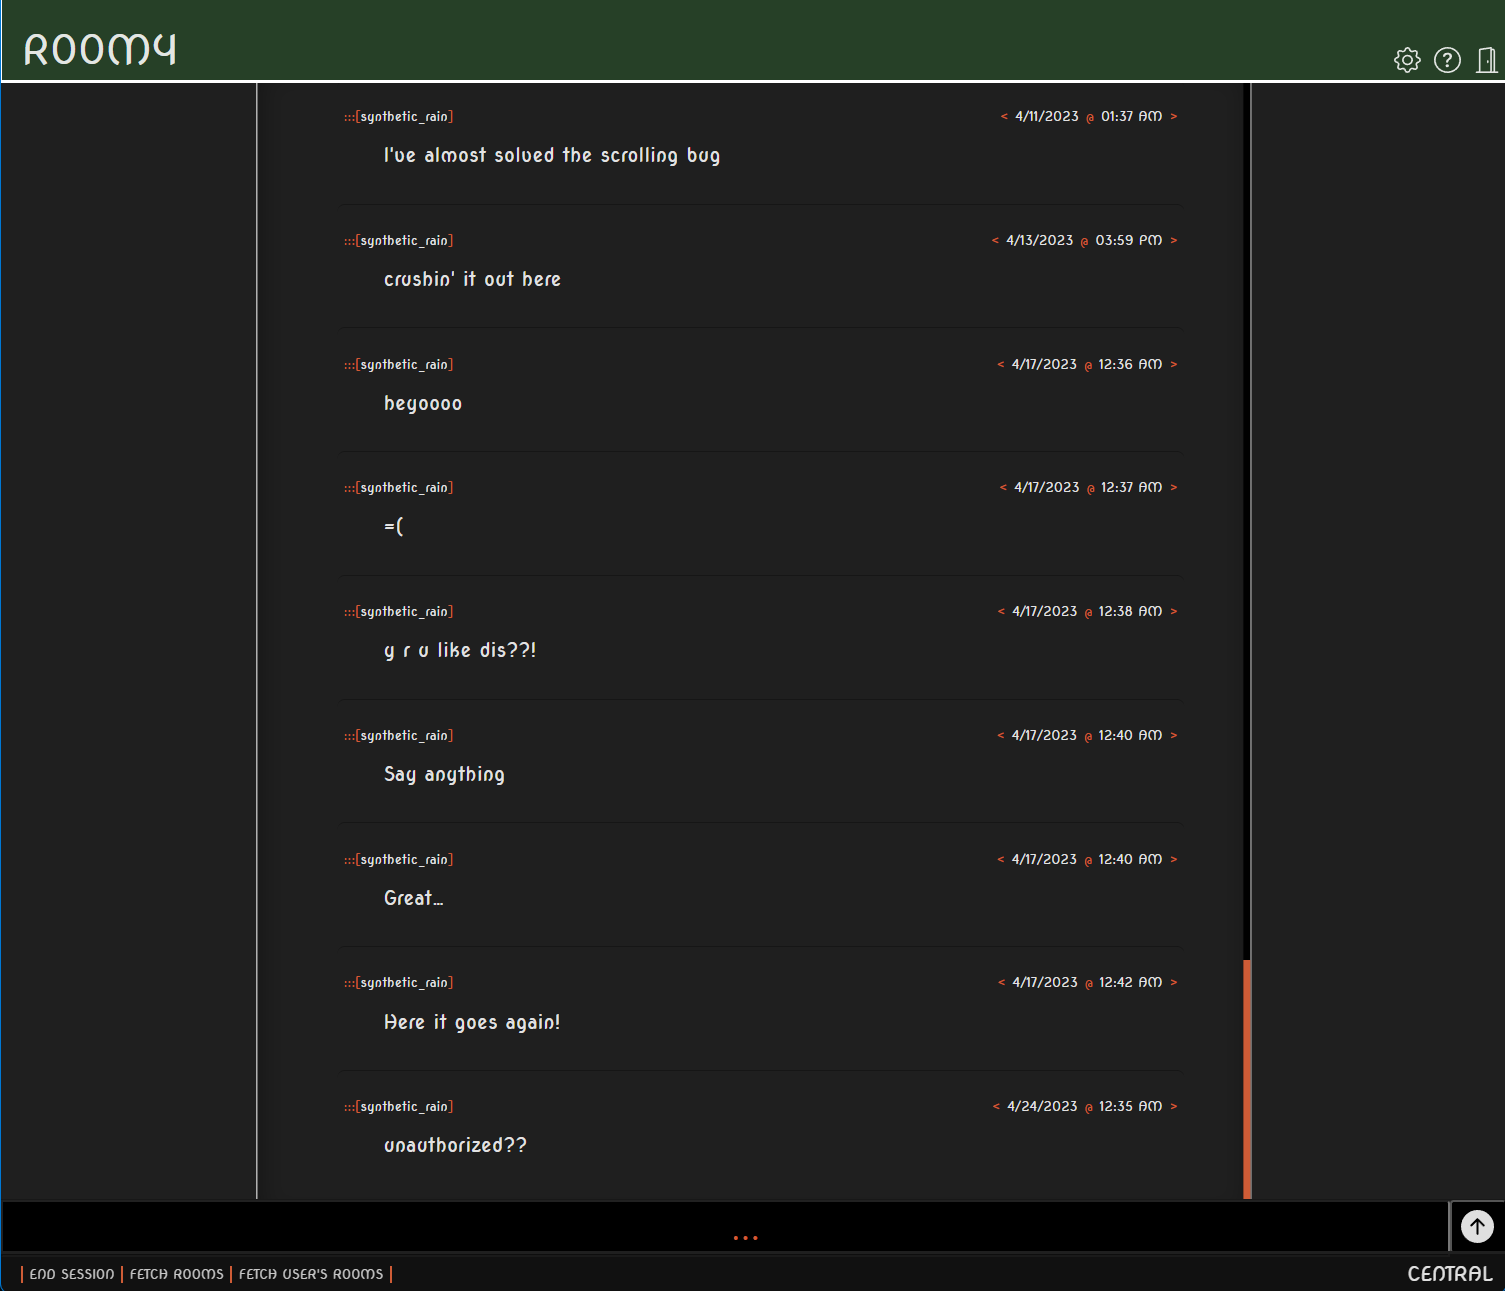 ROOMY
:::[synthetic_rain] < 4/11/2023 @ 01:37 AM >
I've almost solved the scrolling bug
:::[synthetic_rain] < 4/13/2023 @ 03:59 PM >
crushin' it out here
:::[synthetic_rain] < 4/17/2023 @ 12:36 AM >
heyoooo
:::[synthetic_rain] < 4/17/2023 @ 12:37 AM >
=(
:::[synthetic_rain] < 4/17/2023 @ 12:38 AM >
y r u like dis??!
:::[synthetic_rain] < 4/17/2023 @ 12:40 AM >
Say anything
:::[synthetic_rain] < 4/17/2023 @ 12:40 AM >
Great...
:::[synthetic_rain] < 4/17/2023 @ 12:42 AM >
Here it goes again!
:::[synthetic_rain] < 4/24/2023 @ 12:35 AM >
unauthorized??
...
| END SESSION | FETCH ROOMS | FETCH USER'S ROOMS | CENTRAL